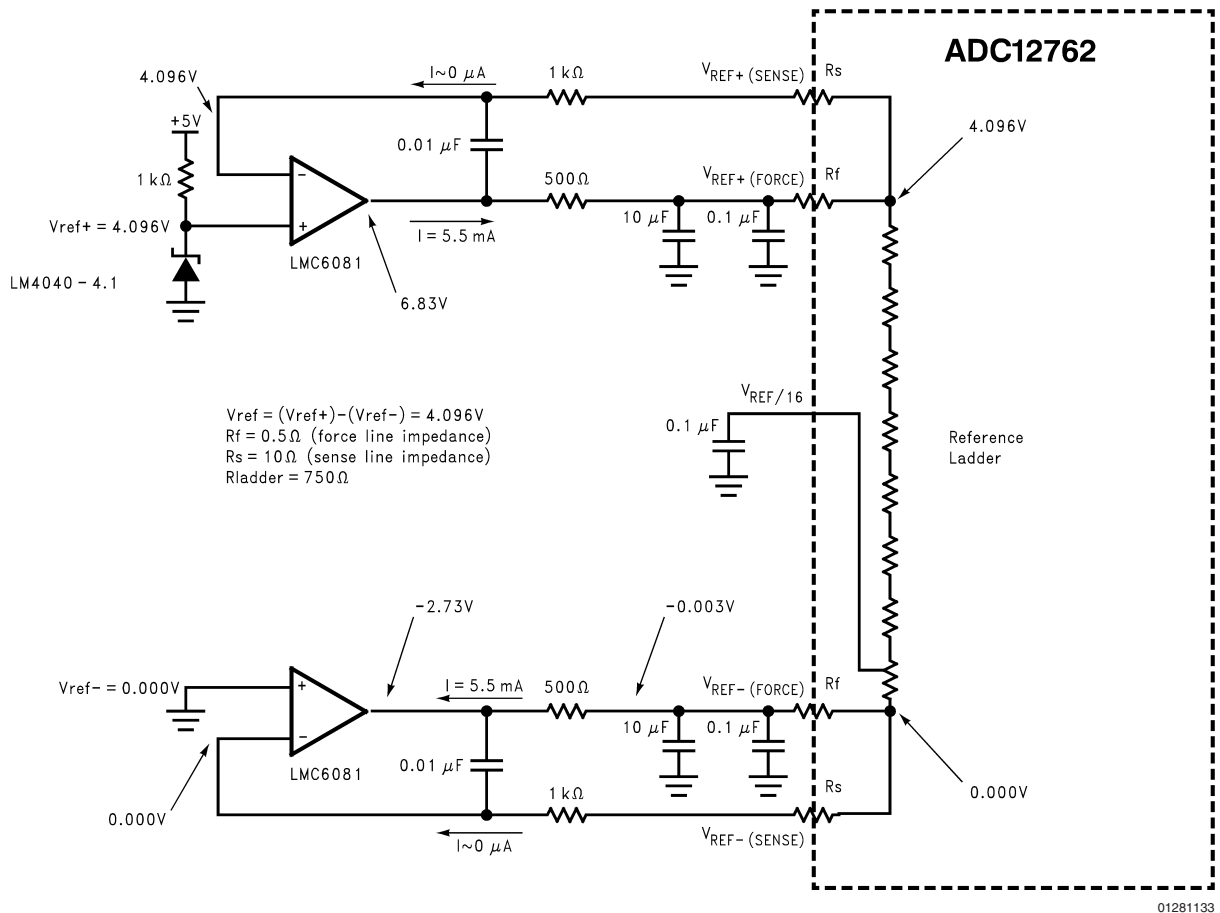 ADC12762
4.096V
I~0 μA
1 kΩ
VREF+ (SENSE)
Rs
+5V
4.096V
0.01 μF
1 kΩ
500Ω
VREF+ (FORCE)
Rf
Vref+ = 4.096V
−
+
I = 5.5 mA
10 μF
0.1 μF
LMC6081
LM4040-4.1
6.83V
VREF/16
Vref = (Vref+)-(Vref-) = 4.096V
0.1 μF
Rf = 0.5Ω (force line impedance)
Reference
Rs = 10Ω (sense line impedance)
Ladder
Rladder = 750Ω
-2.73V
-0.003V
Vref- = 0.000V
+
−
I = 5.5 mA
500Ω
VREF- (FORCE)
Rf
10 μF
0.1 μF
LMC6081
0.01 μF
0.000V
1 kΩ
Rs
0.000V
I~0 μA
VREF- (SENSE)
01281133